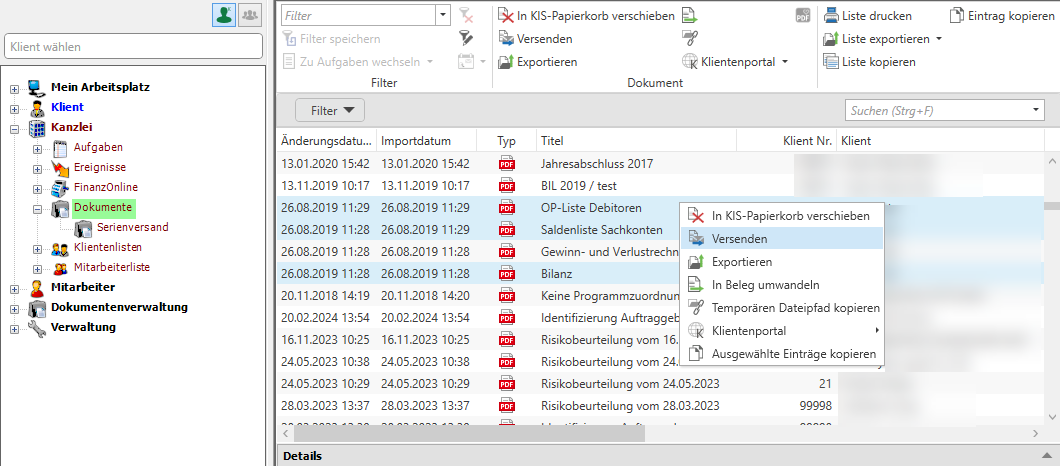 Klient wählen
Mein Arbeitsplatz
Klient
Kanzlei
Aufgaben
Ereignisse
FinanzOnline
Dokumente
Serienversand
Klientenlisten
Mitarbeiterliste
Mitarbeiter
Dokumentenverwaltung
Verwaltung
Filter
Filter speichern
Zu Aufgaben wechseln
Filter
In KIS-Papierkorb verschieben
Versenden
Exportieren
Klientenportal
Dokument
Liste drucken
Liste exportieren
Liste kopieren
Eintrag kopieren
Filter
Suchen (Strg+F)
Änderungsdatu... Importdatum Typ Titel Klient Nr. Klient
13.01.2020 15:42 13.01.2020 15:42 PDF Jahresabschluss 2017
13.11.2019 10:17 13.11.2019 10:17 PDF BIL 2019 / test
26.08.2019 11:29 26.08.2019 11:29 PDF OP-Liste Debitoren
26.08.2019 11:28 26.08.2019 11:29 PDF Saldenliste Sachkonten
26.08.2019 11:28 26.08.2019 11:28 PDF Gewinn- und Verlustrechn
26.08.2019 11:28 26.08.2019 11:28 PDF Bilanz
20.11.2018 14:19 20.11.2018 14:20 PDF Keine Programmzuordnun
20.02.2024 13:54 20.02.2024 13:54 PDF Identifizierung Auftraggeb
16.11.2023 10:25 16.11.2023 10:25 PDF Risikobeurteilung vom 16.
24.05.2023 10:38 24.05.2023 10:38 PDF Risikobeurteilung vom 24.
24.05.2023 10:29 24.05.2023 10:29 PDF Risikobeurteilung vom 24.05.2023 21
28.03.2023 13:37 28.03.2023 13:37 PDF Risikobeurteilung vom 28.03.2023 99998
In KIS-Papierkorb verschieben
Versenden
Exportieren
In Beleg umwandeln
Temporären Dateipfad kopieren
Klientenportal
Ausgewählte Einträge kopieren
Details